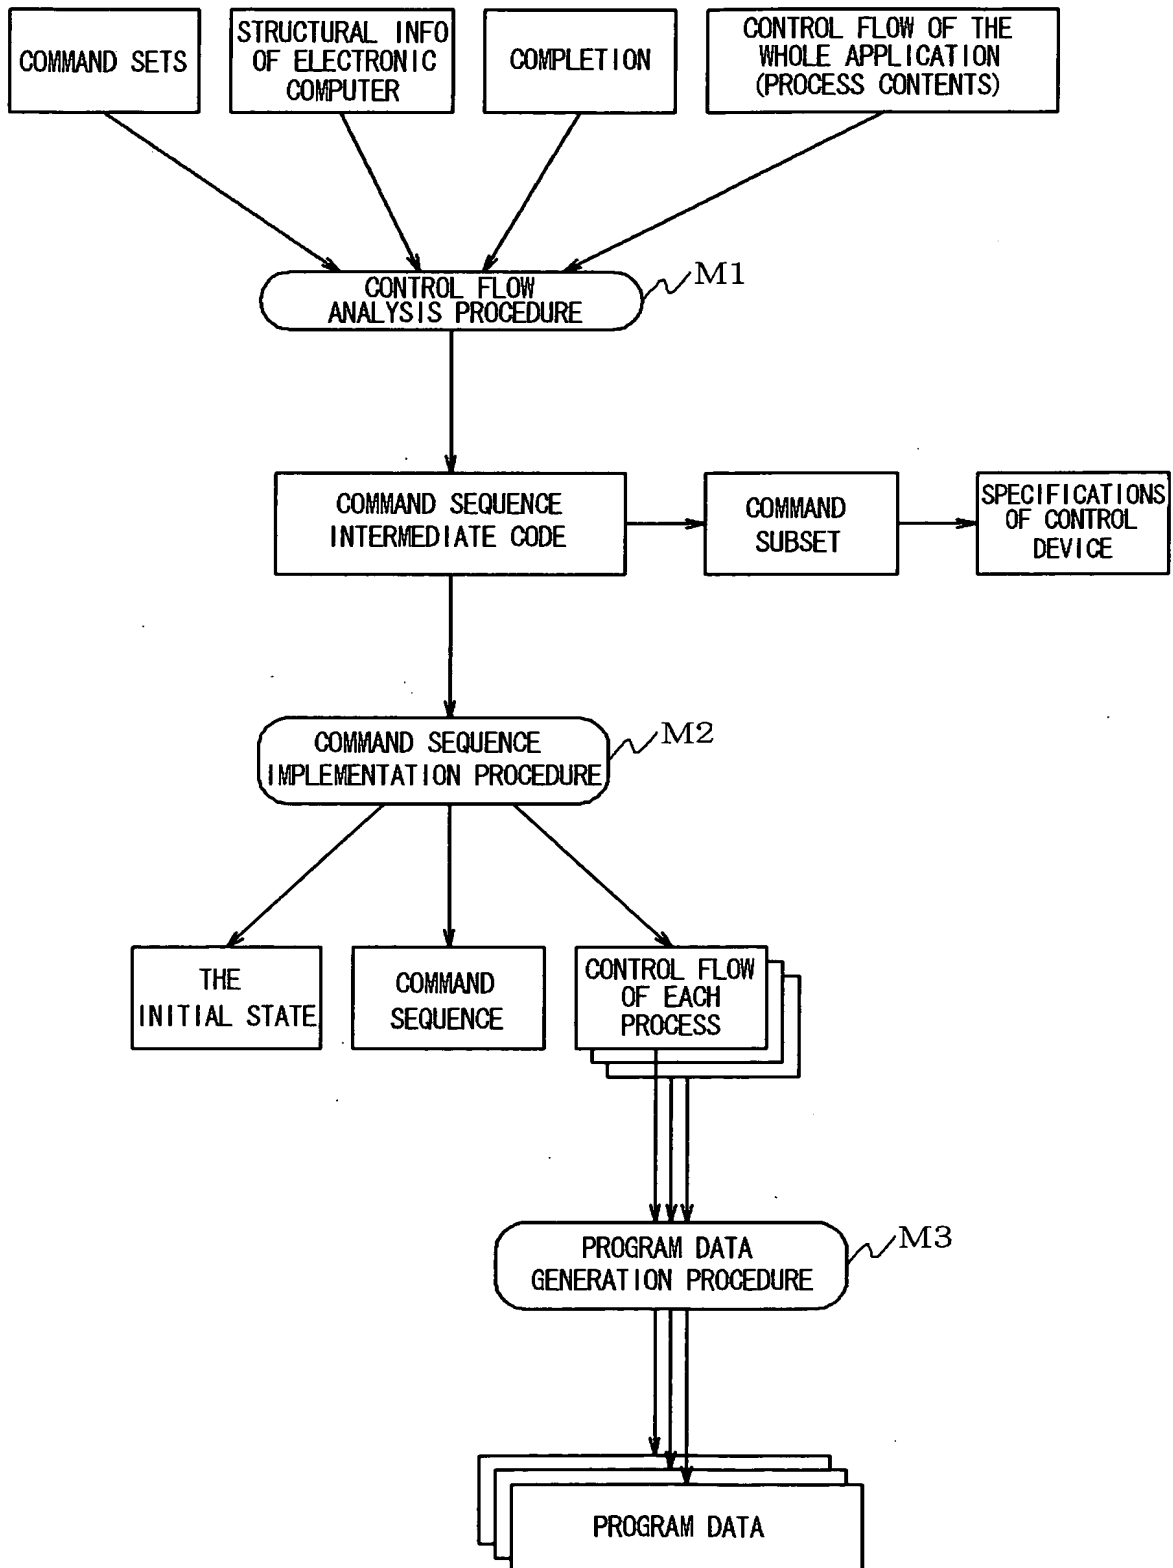 COMMAND SETS
STRUCTURAL INFO
OF ELECTRONIC
COMPUTER
COMPLETION
CONTROL FLOW OF THE
WHOLE APPLICATION
(PROCESS CONTENTS)
CONTROL FLOW
ANALYSIS PROCEDURE
M1
COMMAND SEQUENCE
INTERMEDIATE CODE
COMMAND
SUBSET
SPECIFICATIONS
OF CONTROL
DEVICE
COMMAND SEQUENCE
IMPLEMENTATION PROCEDURE
M2
THE
INITIAL STATE
COMMAND
SEQUENCE
CONTROL FLOW
OF EACH
PROCESS
PROGRAM DATA
GENERATION PROCEDURE
M3
PROGRAM DATA